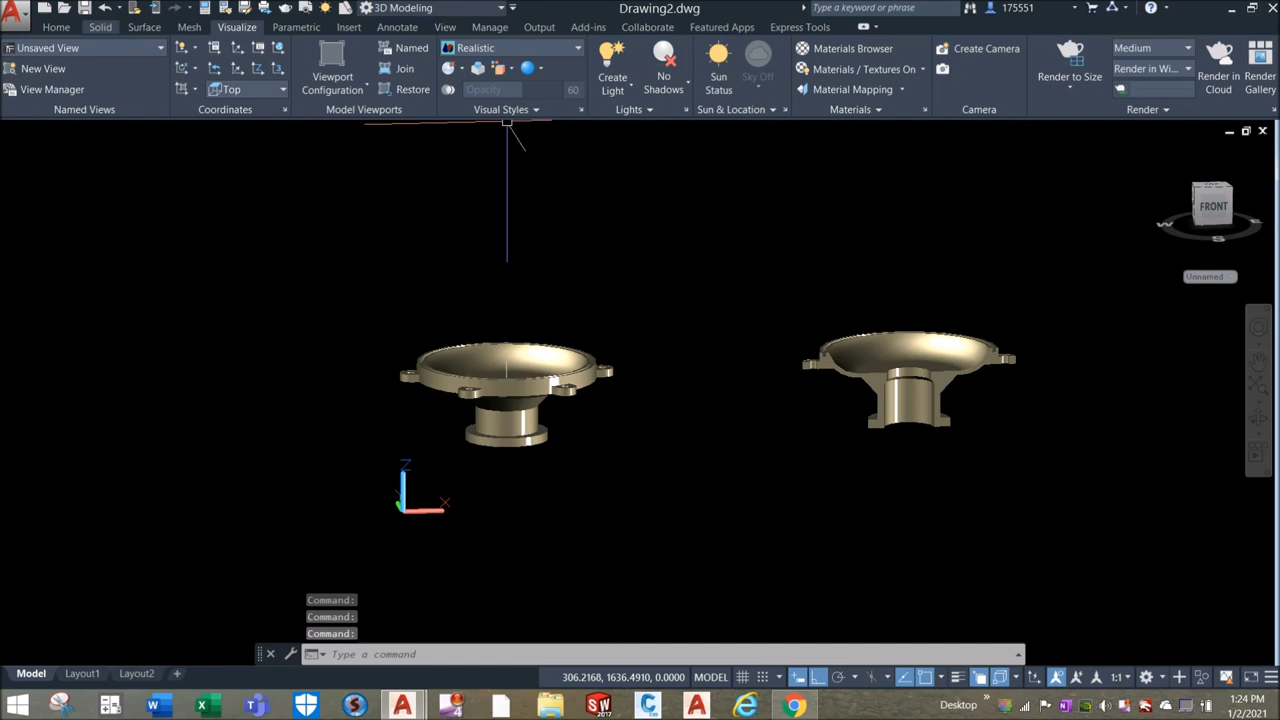 3D Modeling Drawing2.dwg Type a keyword or phrase 175551
Home Solid Surface Mesh Visualize Parametric Insert Annotate View Manage Output Add-ins Collaborate Featured Apps Express Tools
Unsaved View
New View
View Manager
Named Views
Top
Coordinates
Viewport
Configuration
Named
Join
Restore
Model Viewports
Realistic
Opacity 60
Visual Styles
Create
Light
No
Shadows
Lights
Sun
Status
Sky Off
Sun & Location
Materials Browser
Materials / Textures On
Material Mapping
Materials
Create Camera
Camera
Render to Size
Medium
Render in Wi...
Render in
Cloud
Render
Gallery
Render
FRONT
W
S
E
Unnamed
Z
X
Command:
Command:
Command:
Type a command
Model Layout1 Layout2 +
306.2168, 1636.4910, 0.0000 MODEL 1:1
Desktop
1:24 PM
1/2/2021